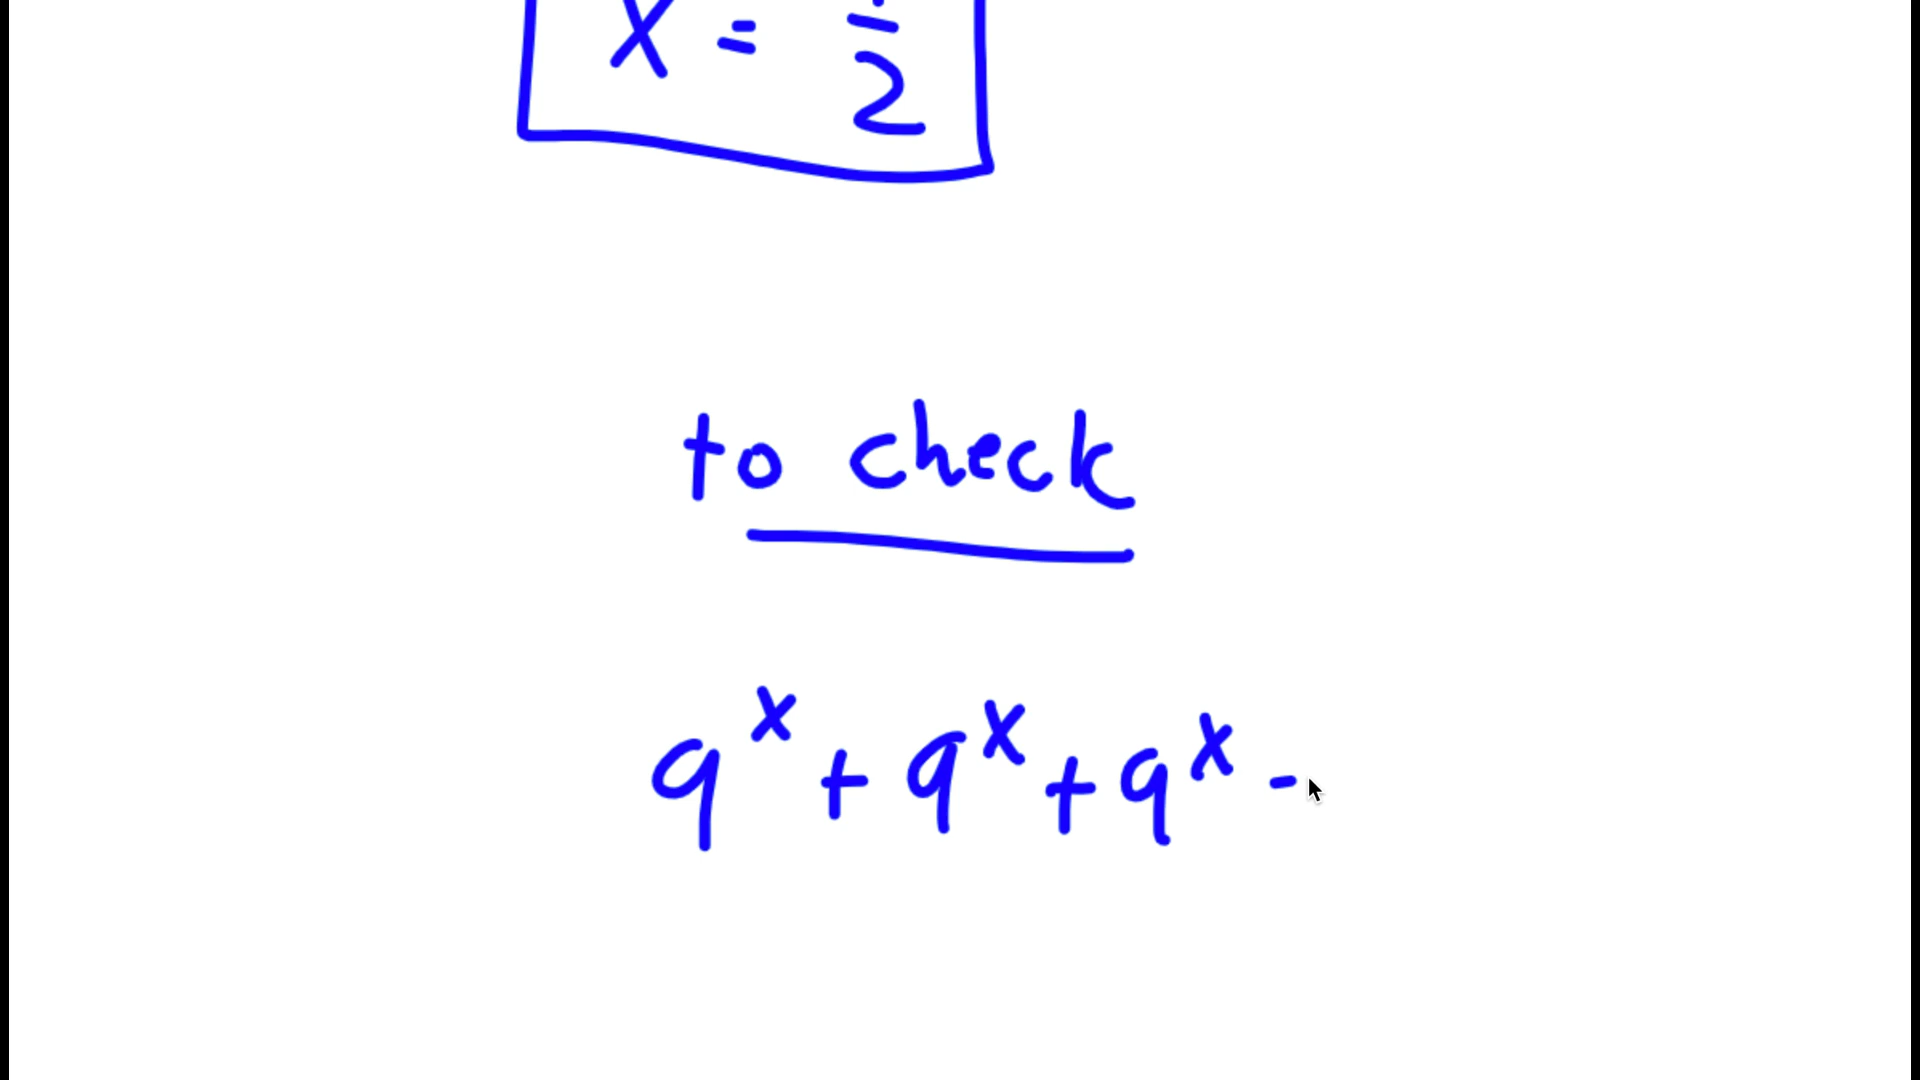 x = -/2
to check
9^x + 9^x + 9^x -